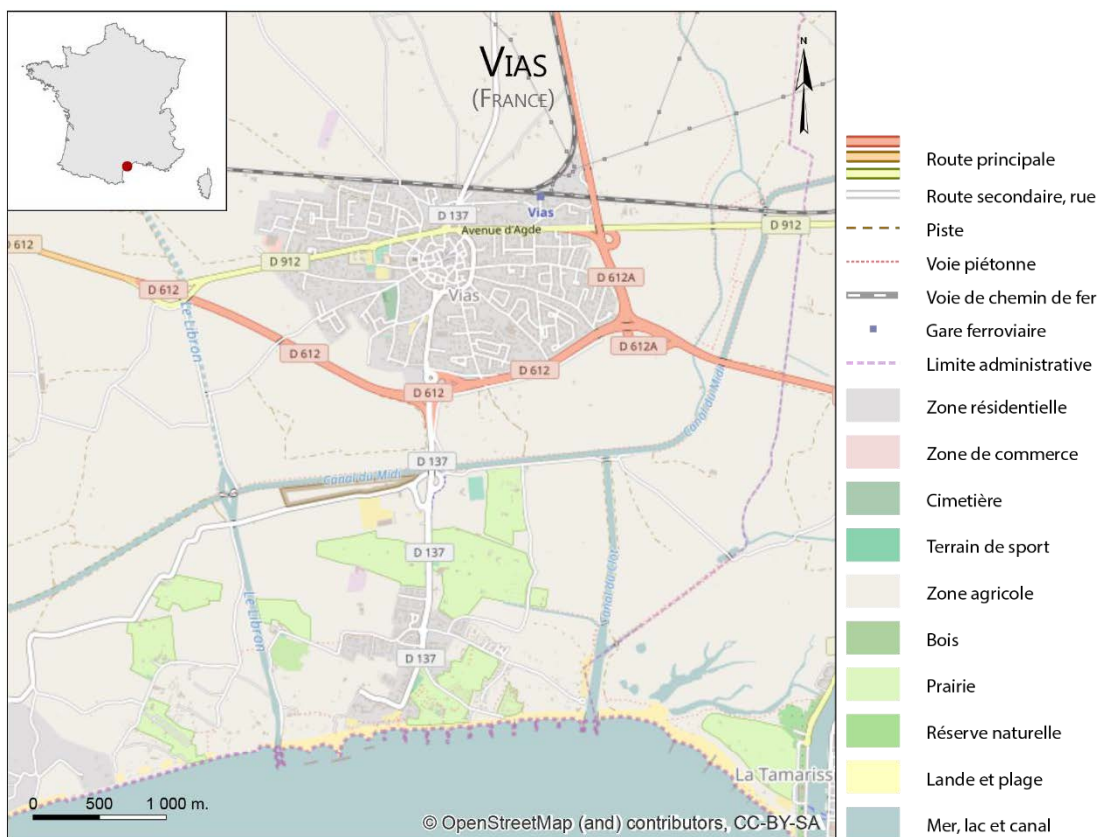 VIAS
(FRANCE)
N
D 137
Vias
Avenue d'Agde
D 912
D 612
D 912
D 612
Le Libron
Vias
D 612A
D 612
D 612
D 612A
D 612
Canal du Midi
D 137
Canal du Midi
D 137
Le Libron
Canal du Clot
D 137
La Tamariss
0 500 1 000 m.
© OpenStreetMap (and) contributors, CC-BY-SA
Route principale
Route secondaire, rue
Piste
Voie piétonne
Voie de chemin de fer
Gare ferroviaire
Limite administrative
Zone résidentielle
Zone de commerce
Cimetière
Terrain de sport
Zone agricole
Bois
Prairie
Réserve naturelle
Lande et plage
Mer, lac et canal